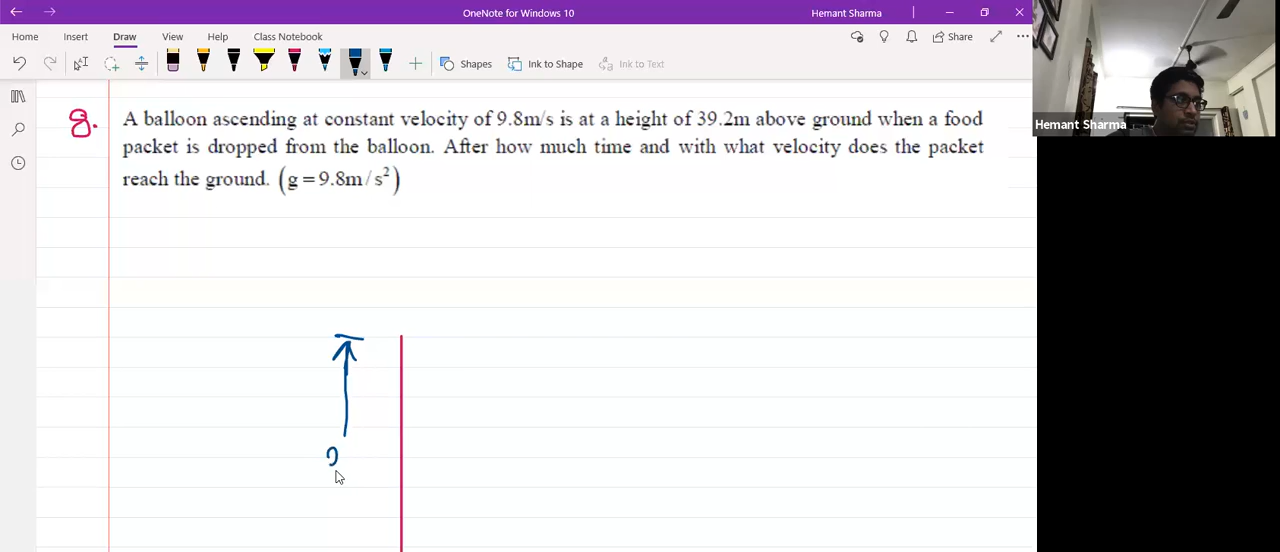 OneNote for Windows 10
Hemant Sharma
Home Insert Draw View Help Class Notebook
Share
Shapes Ink to Shape Ink to Text
Hemant Sharma
8. A balloon ascending at constant velocity of 9.8m/s is at a height of 39.2m above ground when a food
packet is dropped from the balloon. After how much time and with what velocity does the packet
reach the ground. (g = 9.8m/s²)